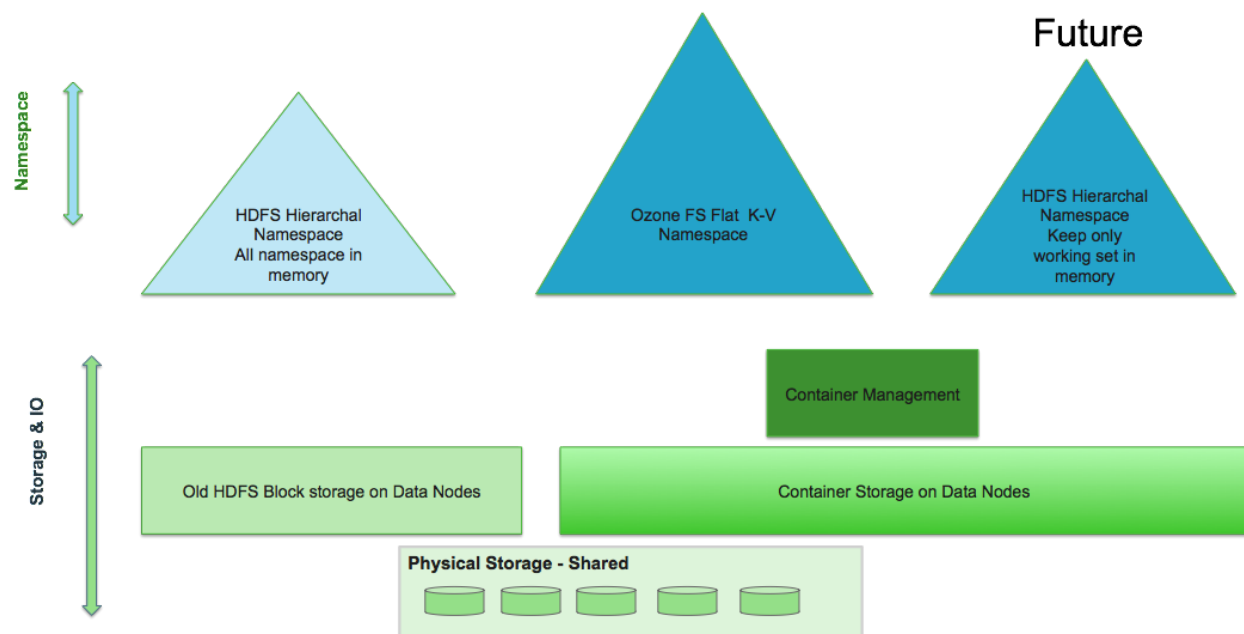 Future
Namespace
HDFS Hierarchal
Namespace
All namespace in
memory
Ozone FS Flat K-V
Namespace
HDFS Hierarchal
Namespace
Keep only
working set in
memory
Storage & IO
Container Management
Old HDFS Block storage on Data Nodes
Container Storage on Data Nodes
Physical Storage - Shared